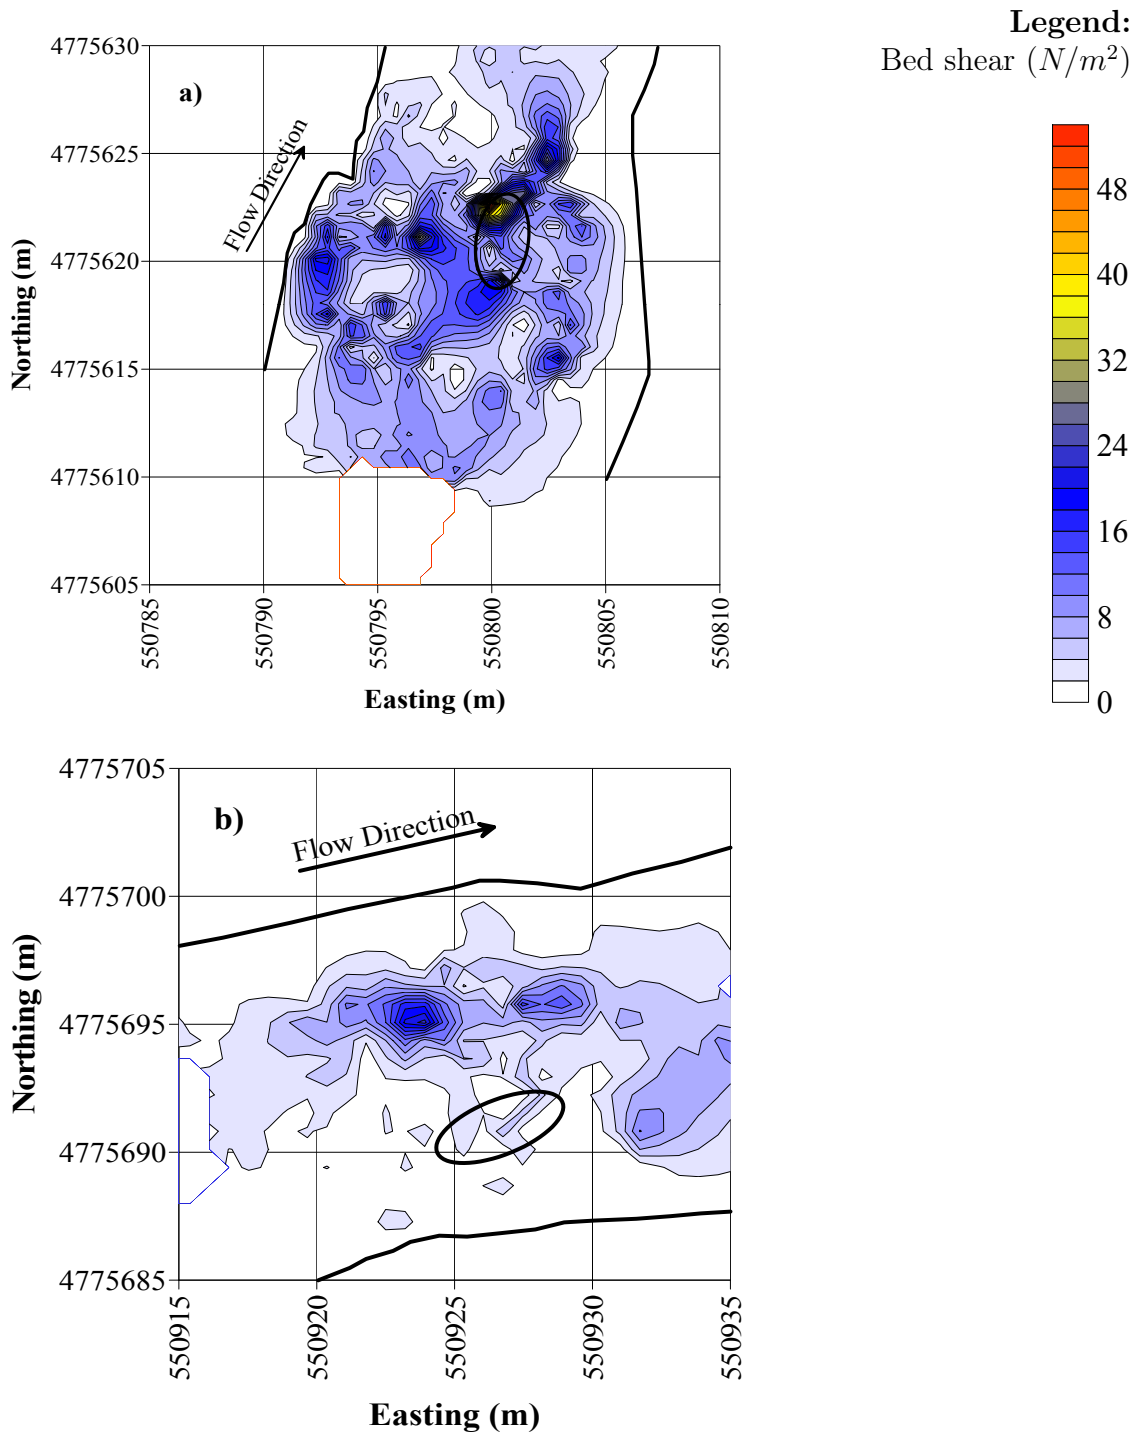 Legend:
Bed shear (N/m²)
48
40
32
24
16
8
0
a)
Flow Direction
Northing (m)
4775630
4775625
4775620
4775615
4775610
4775605
550785
550790
550795
550800
550805
550810
Easting (m)
b)
Flow Direction
Northing (m)
4775705
4775700
4775695
4775690
4775685
550915
550920
550925
550930
550935
Easting (m)